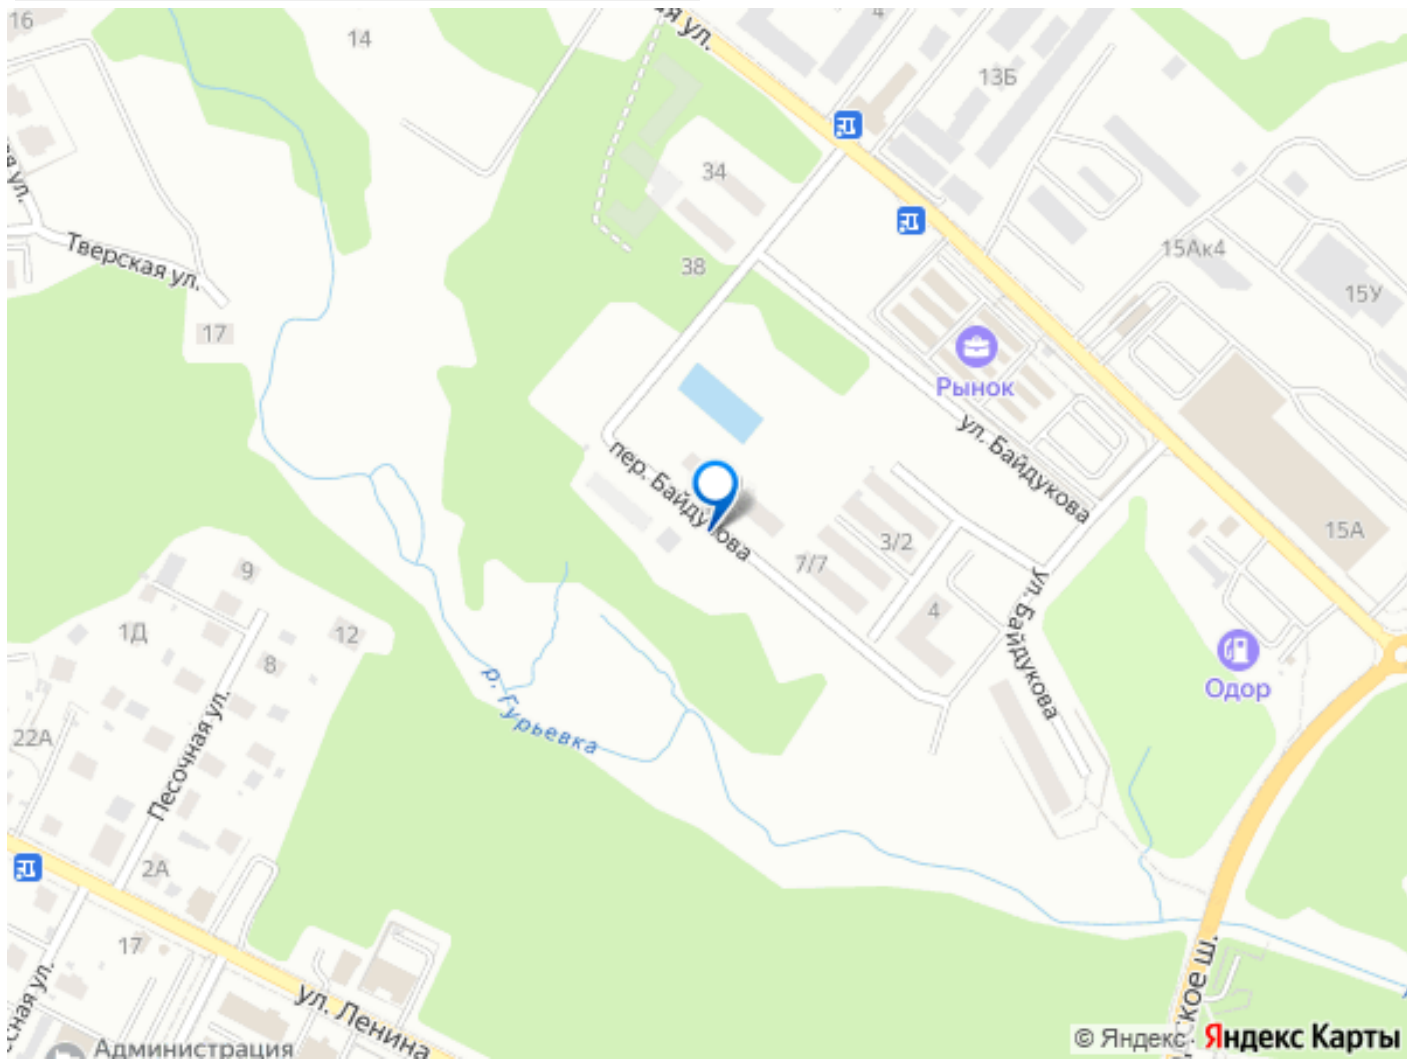 16
14
4
13Б
34
Тверская ул.
38
15Ак4
15У
17
Рынок
ул. Байдукова
пер. Байдукова
15А
3/2
7/7
9
1Д
12
8
4
ул. Байдукова
Одор
р. Гурьевка
22А
Песочная ул.
2А
17
ул. Ленина
Администрация
© Яндекс
Яндекс Карты